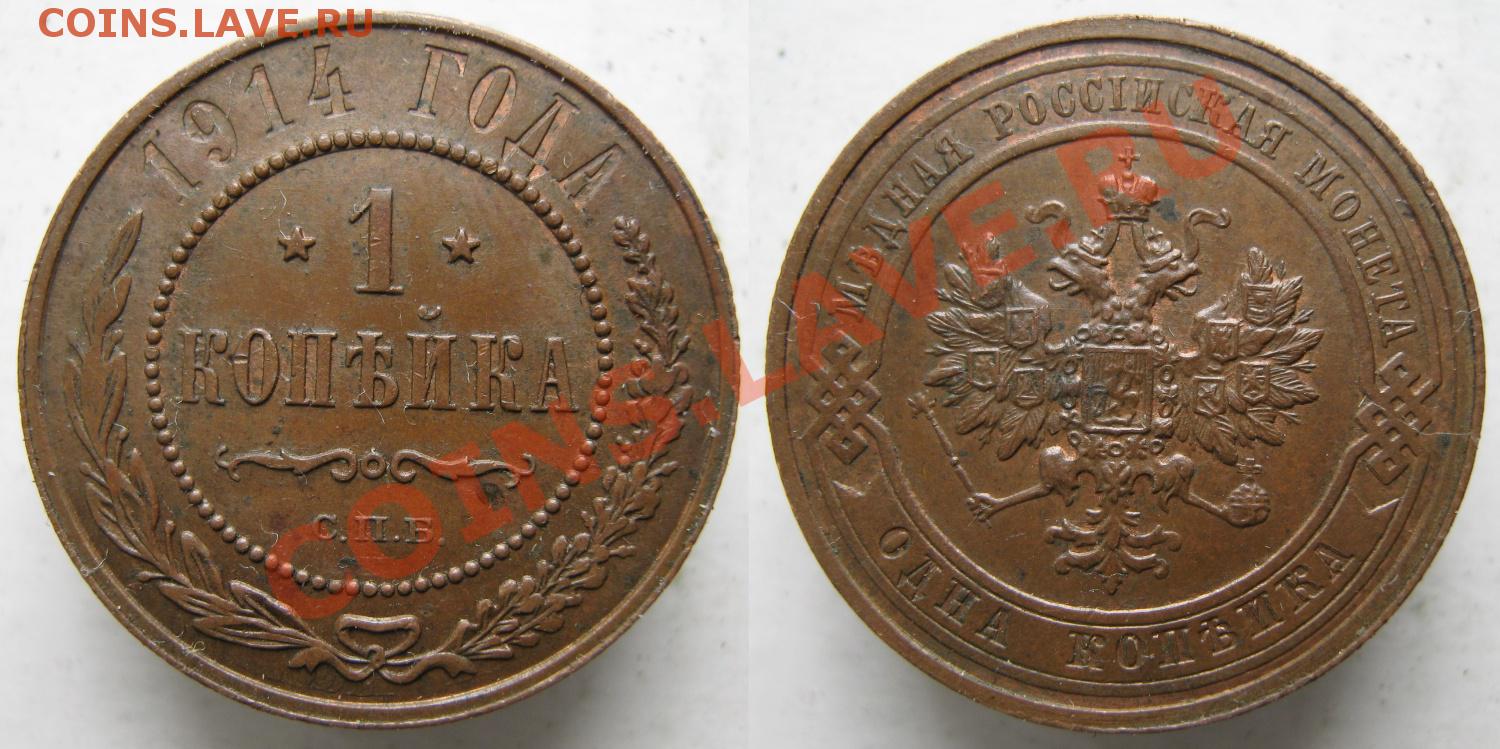 COINS.LAVE.RU
1914 ГОДА
1
КОПѢЙКА
С.П.Б.
МѢДНАЯ РОССІЙСКАЯ МОНЕТА
ОДНА КОПѢЙКА
COINS.LAVE.RU